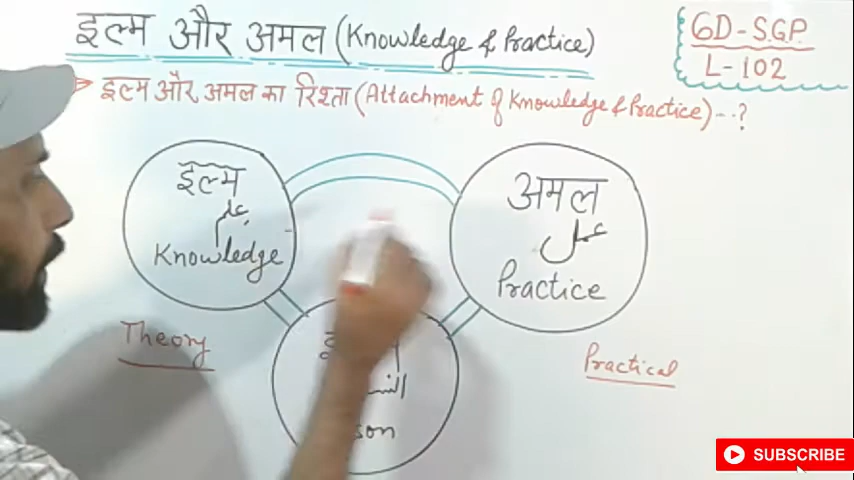 इल्म और अमल (Knowledge & Practice)
GD-S.G.P.
L-102
इल्म और अमल का रिश्ता (Attachment of Knowledge & Practice) --?
इल्म
علم
Knowledge
अमल
عمل
Practice
Theory
Practical
SUBSCRIBE